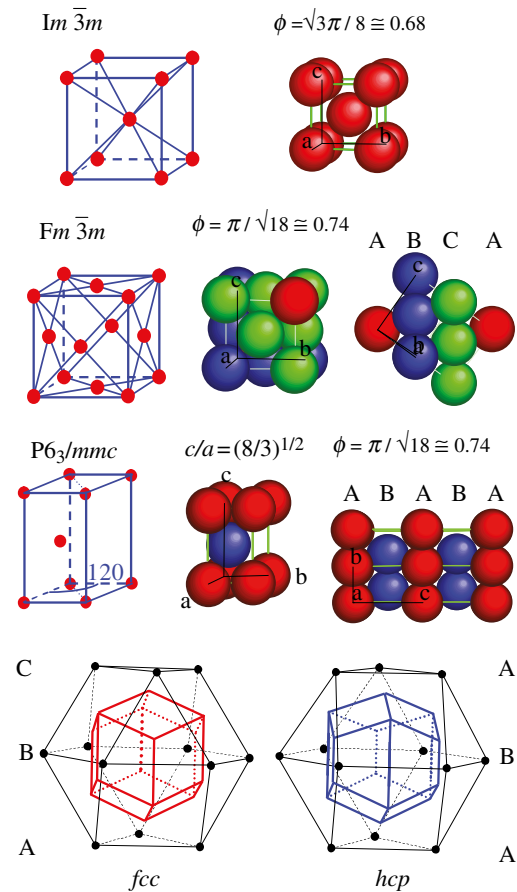 Im 3̅m
ϕ = √3π / 8 ≅ 0.68
c
a
b
Fm 3̅m
ϕ = π / √18 ≅ 0.74
A B C A
c
a
b
c
a
P6₃/mmc
c/a = (8/3)^1/2
ϕ = π / √18 ≅ 0.74
c
A B A B A
120
b
a
b
a
c
C
A
B
B
A
A
fcc
hcp